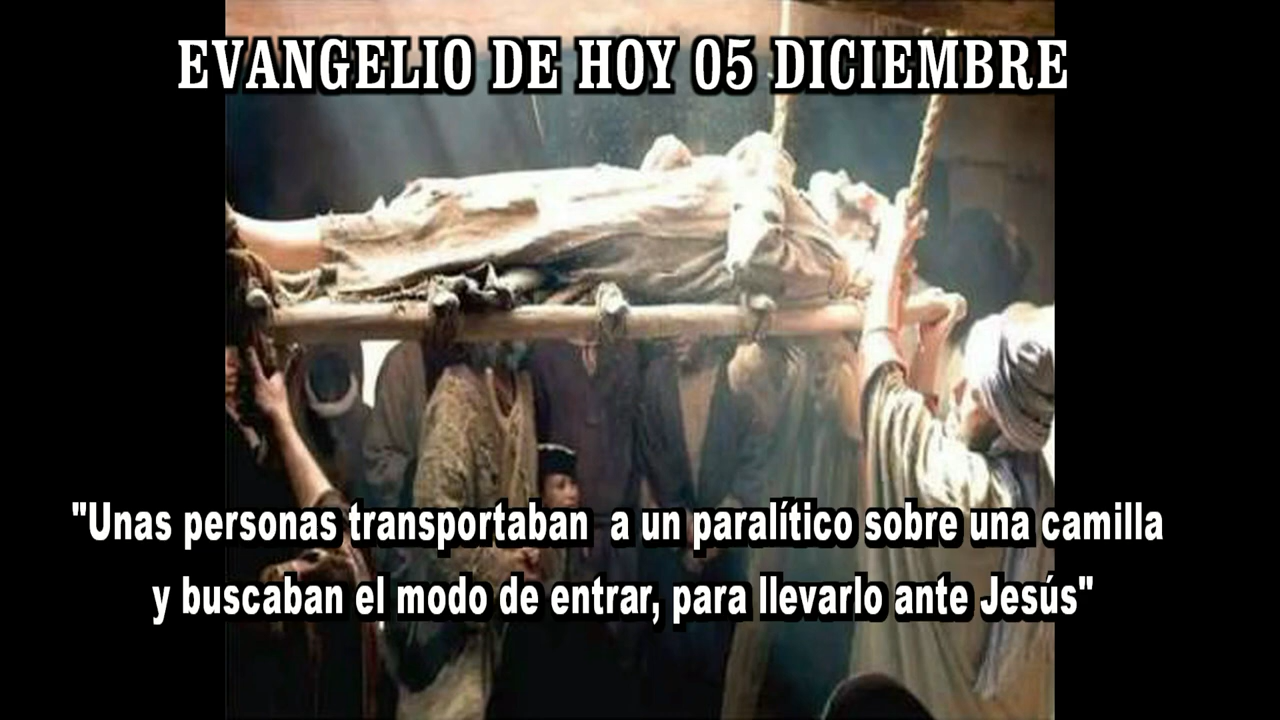 EVANGELIO DE HOY 05 DICIEMBRE
"Unas personas transportaban  a un paralítico sobre una camilla
y buscaban el modo de entrar, para llevarlo ante Jesús"